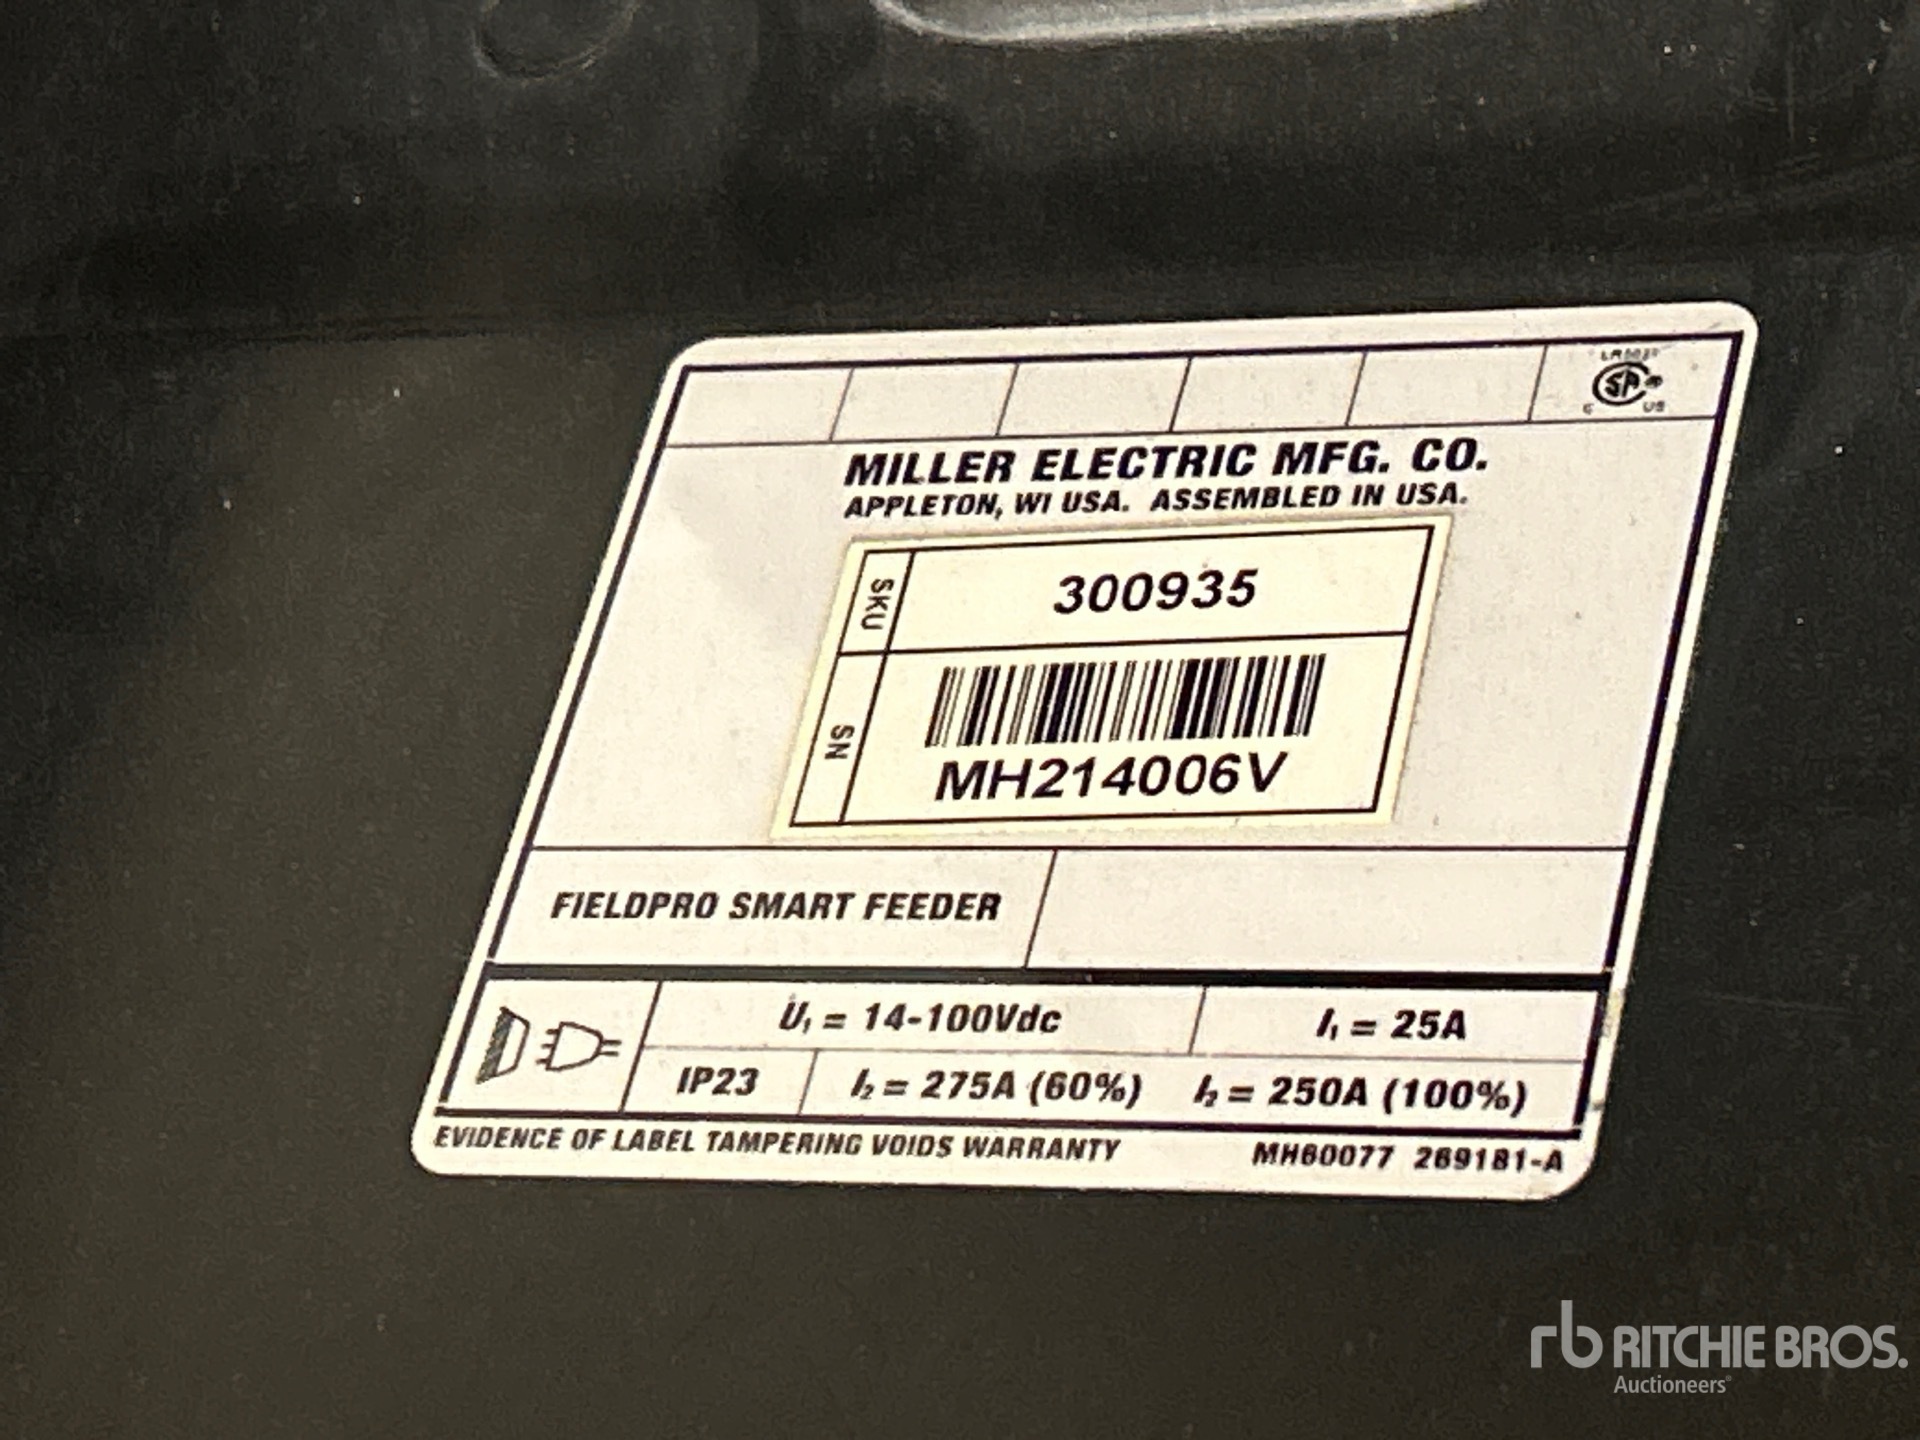 MILLER ELECTRIC MFG. CO.
APPLETON, WI USA. ASSEMBLED IN USA.
SKU 300935
SN
MH214006V
FIELDPRO SMART FEEDER
U1 = 14-100Vdc I1 = 25A
IP23 I2 = 275A (60%) I2 = 250A (100%)
EVIDENCE OF LABEL TAMPERING VOIDS WARRANTY MH60077 269181-A
rb RITCHIE BROS.
Auctioneers